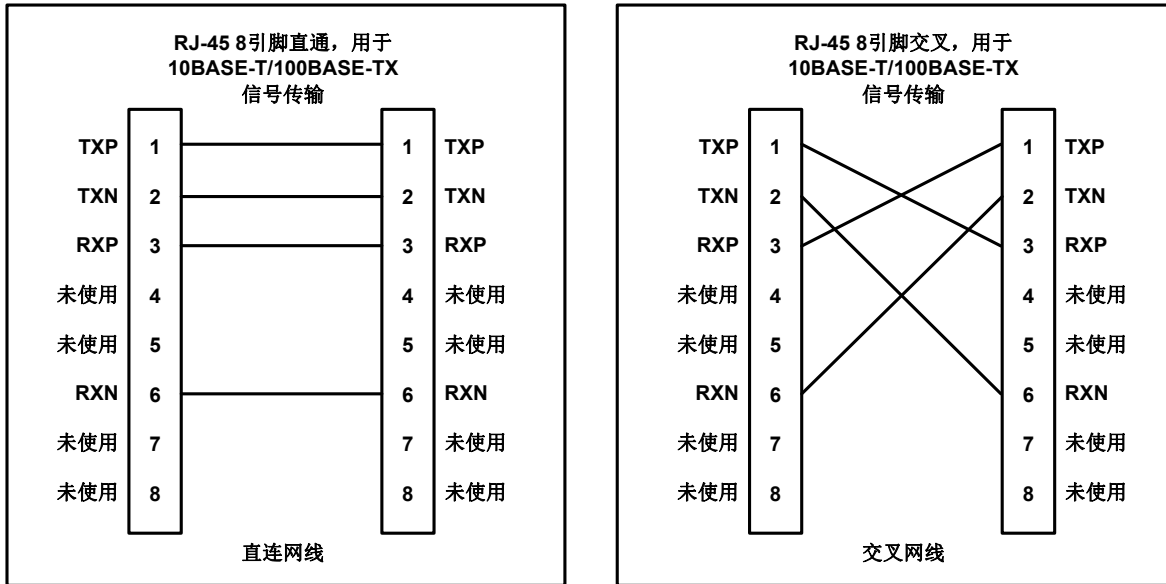 RJ-45 8引脚直通，用于
10BASE-T/100BASE-TX
信号传输
TXP 1 1 TXP
TXN 2 2 TXN
RXP 3 3 RXP
未使用 4 4 未使用
未使用 5 5 未使用
RXN 6 6 RXN
未使用 7 7 未使用
未使用 8 8 未使用
直连网线
RJ-45 8引脚交叉，用于
10BASE-T/100BASE-TX
信号传输
TXP 1 1 TXP
TXN 2 2 TXN
RXP 3 3 RXP
未使用 4 4 未使用
未使用 5 5 未使用
RXN 6 6 RXN
未使用 7 7 未使用
未使用 8 8 未使用
交叉网线